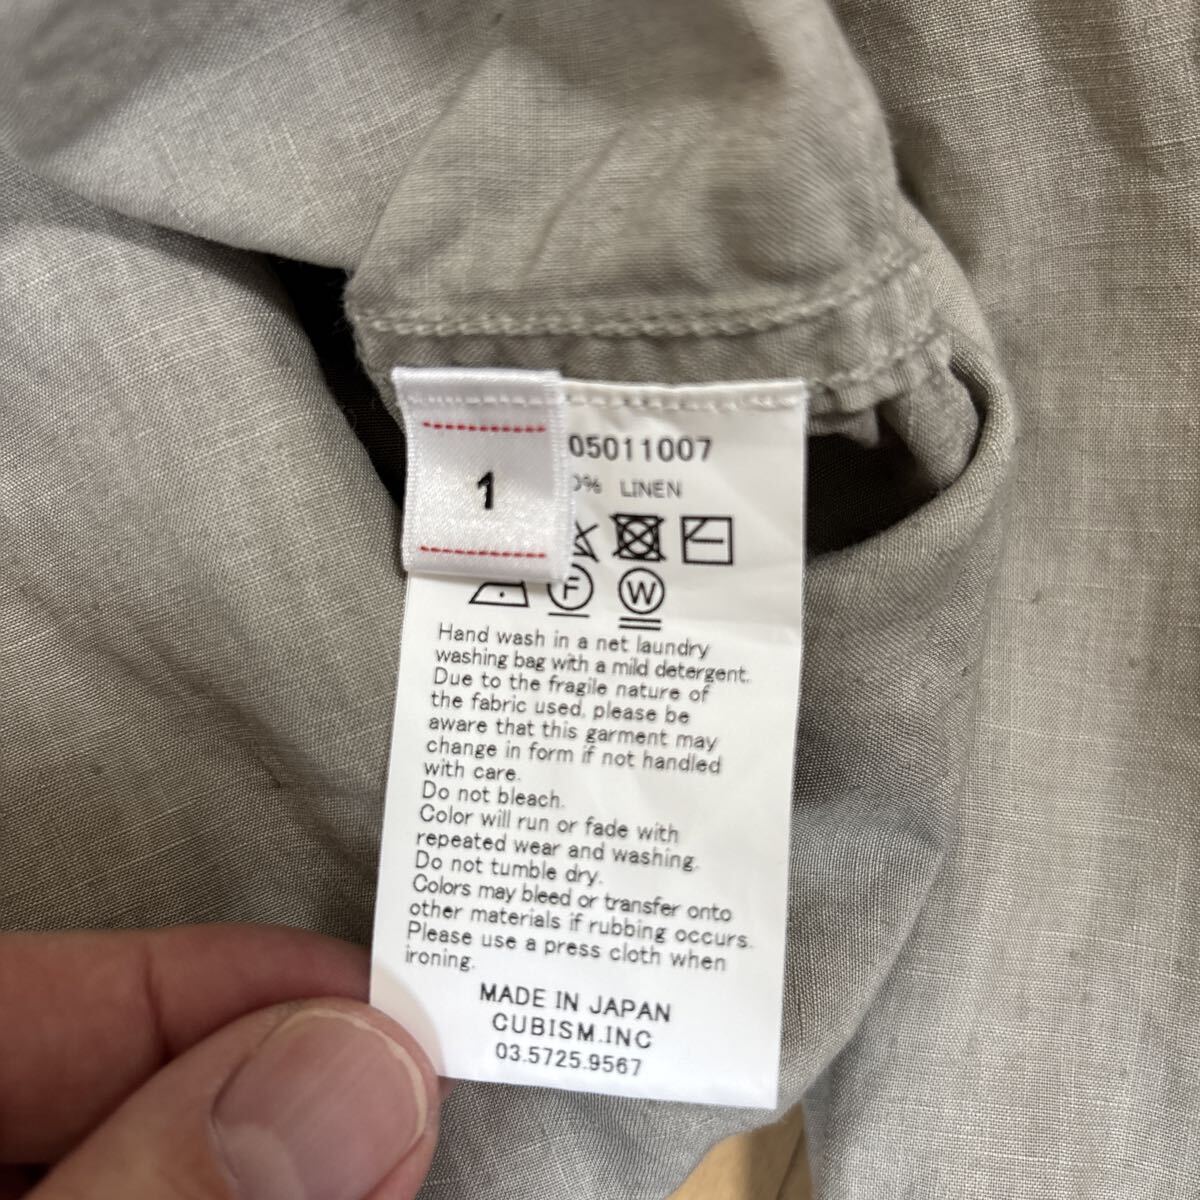 1
05011007
% LINEN
F W
Hand wash in a net laundry
washing bag with a mild detergent.
Due to the fragile nature of
the fabric used, please be
aware that this garment may
change in form if not handled
with care.
Do not bleach.
Color will run or fade with
repeated wear and washing.
Do not tumble dry.
Colors may bleed or transfer onto
other materials if rubbing occurs.
Please use a press cloth when
ironing.
MADE IN JAPAN
CUBISM.INC
03.5725.9567